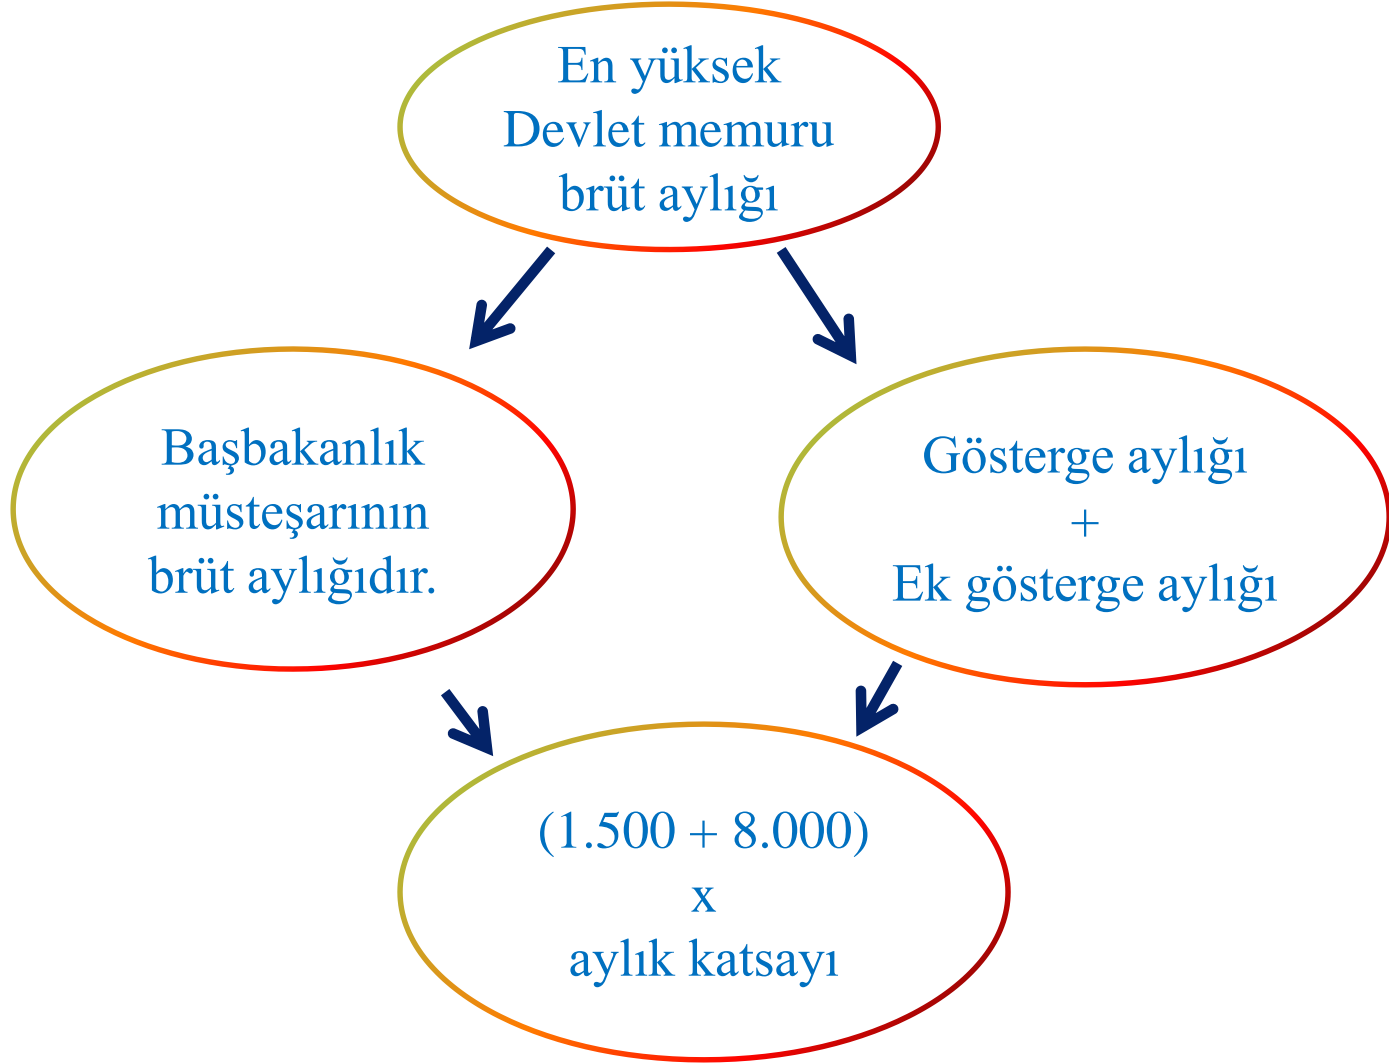 En yüksek
Devlet memuru
brüt aylığı
Başbakanlık
müsteşarının
brüt aylığıdır.
Gösterge aylığı
+
Ek gösterge aylığı
(1.500 + 8.000)
x
aylık katsayı